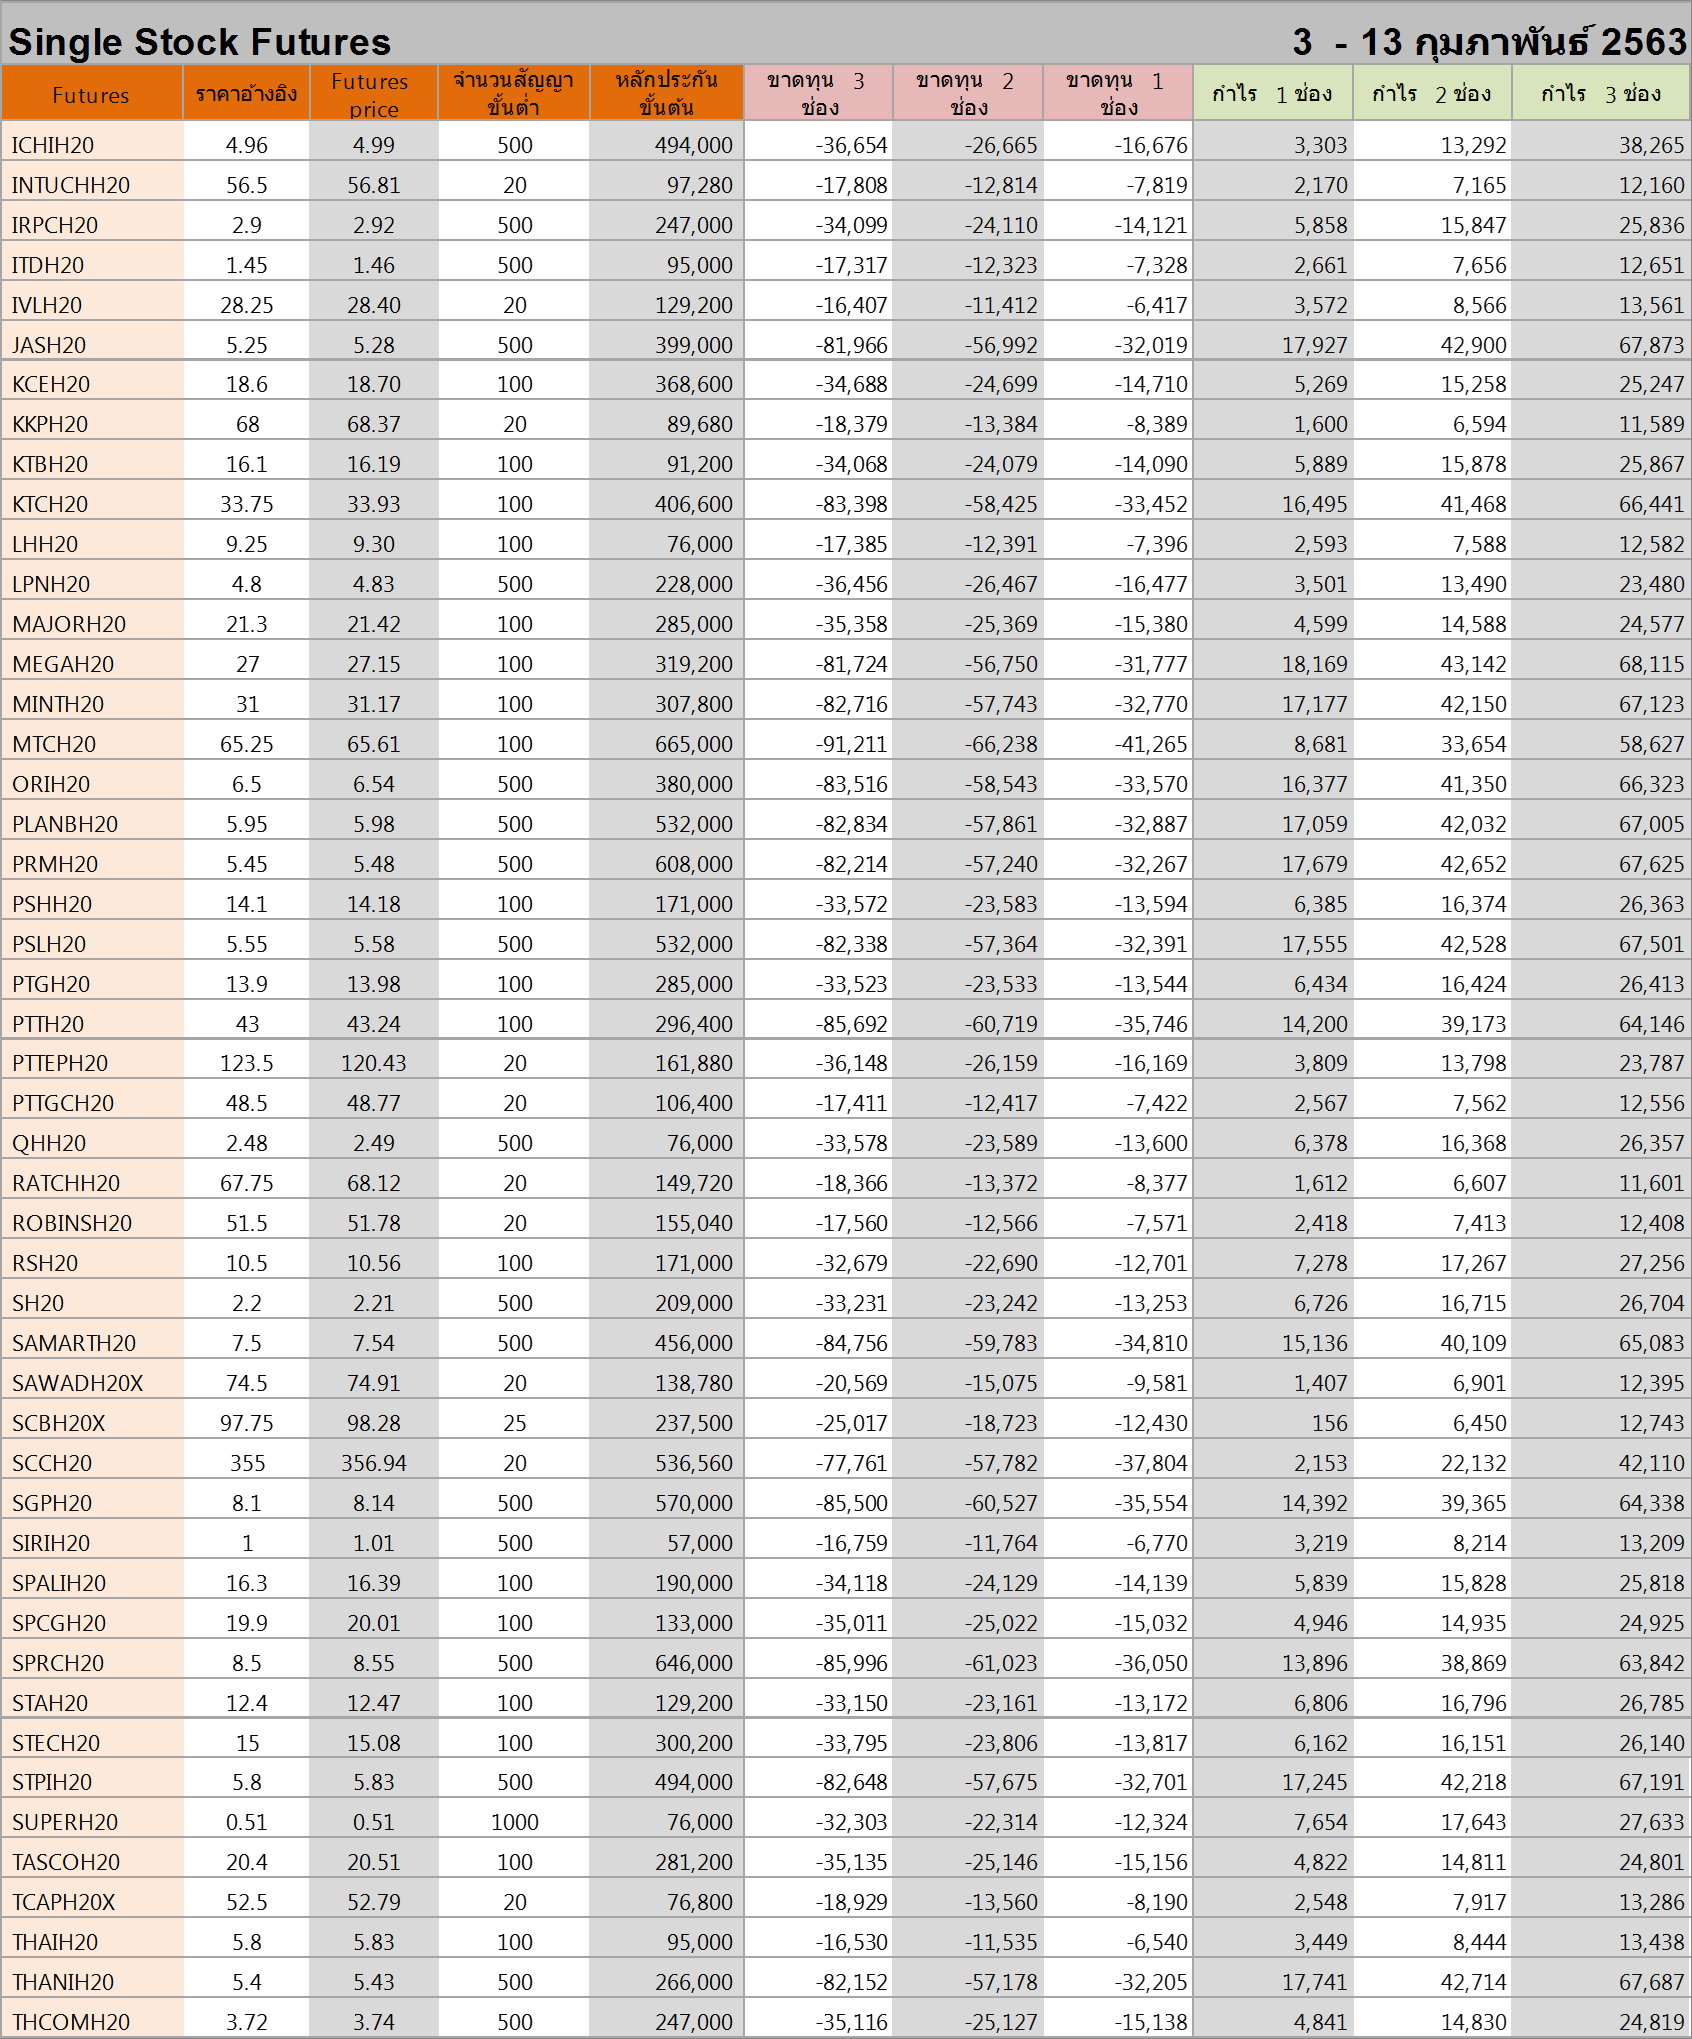 Single Stock Futures 3 - 13 กุมภาพันธ์ 2563
Futures ราคาอ้างอิง Futures price จำนวนสัญญาขั้นต่ำ หลักประกันขั้นต้น ขาดทุน 3 ช่อง ขาดทุน 2 ช่อง ขาดทุน 1 ช่อง กำไร 1 ช่อง กำไร 2 ช่อง กำไร 3 ช่อง
ICHIH20 4.96 4.99 500 494,000 -36,654 -26,665 -16,676 3,303 13,292 38,265
INTUCHH20 56.5 56.81 20 97,280 -17,808 -12,814 -7,819 2,170 7,165 12,160
IRPCH20 2.9 2.92 500 247,000 -34,099 -24,110 -14,121 5,858 15,847 25,836
ITDH20 1.45 1.46 500 95,000 -17,317 -12,323 -7,328 2,661 7,656 12,651
IVLH20 28.25 28.40 20 129,200 -16,407 -11,412 -6,417 3,572 8,566 13,561
JASH20 5.25 5.28 500 399,000 -81,966 -56,992 -32,019 17,927 42,900 67,873
KCEH20 18.6 18.70 100 368,600 -34,688 -24,699 -14,710 5,269 15,258 25,247
KKPH20 68 68.37 20 89,680 -18,379 -13,384 -8,389 1,600 6,594 11,589
KTBH20 16.1 16.19 100 91,200 -34,068 -24,079 -14,090 5,889 15,878 25,867
KTCH20 33.75 33.93 100 406,600 -83,398 -58,425 -33,452 16,495 41,468 66,441
LHH20 9.25 9.30 100 76,000 -17,385 -12,391 -7,396 2,593 7,588 12,582
LPNH20 4.8 4.83 500 228,000 -36,456 -26,467 -16,477 3,501 13,490 23,480
MAJORH20 21.3 21.42 100 285,000 -35,358 -25,369 -15,380 4,599 14,588 24,577
MEGAH20 27 27.15 100 319,200 -81,724 -56,750 -31,777 18,169 43,142 68,115
MINTH20 31 31.17 100 307,800 -82,716 -57,743 -32,770 17,177 42,150 67,123
MTCH20 65.25 65.61 100 665,000 -91,211 -66,238 -41,265 8,681 33,654 58,627
ORIH20 6.5 6.54 500 380,000 -83,516 -58,543 -33,570 16,377 41,350 66,323
PLANBH20 5.95 5.98 500 532,000 -82,834 -57,861 -32,887 17,059 42,032 67,005
PRMH20 5.45 5.48 500 608,000 -82,214 -57,240 -32,267 17,679 42,652 67,625
PSHH20 14.1 14.18 100 171,000 -33,572 -23,583 -13,594 6,385 16,374 26,363
PSLH20 5.55 5.58 500 532,000 -82,338 -57,364 -32,391 17,555 42,528 67,501
PTGH20 13.9 13.98 100 285,000 -33,523 -23,533 -13,544 6,434 16,424 26,413
PTTH20 43 43.24 100 296,400 -85,692 -60,719 -35,746 14,200 39,173 64,146
PTTEPH20 123.5 120.43 20 161,880 -36,148 -26,159 -16,169 3,809 13,798 23,787
PTTGCH20 48.5 48.77 20 106,400 -17,411 -12,417 -7,422 2,567 7,562 12,556
QHH20 2.48 2.49 500 76,000 -33,578 -23,589 -13,600 6,378 16,368 26,357
RATCHH20 67.75 68.12 20 149,720 -18,366 -13,372 -8,377 1,612 6,607 11,601
ROBINSH20 51.5 51.78 20 155,040 -17,560 -12,566 -7,571 2,418 7,413 12,408
RSH20 10.5 10.56 100 171,000 -32,679 -22,690 -12,701 7,278 17,267 27,256
SH20 2.2 2.21 500 209,000 -33,231 -23,242 -13,253 6,726 16,715 26,704
SAMARTH20 7.5 7.54 500 456,000 -84,756 -59,783 -34,810 15,136 40,109 65,083
SAWADH20X 74.5 74.91 20 138,780 -20,569 -15,075 -9,581 1,407 6,901 12,395
SCBH20X 97.75 98.28 25 237,500 -25,017 -18,723 -12,430 156 6,450 12,743
SCCH20 355 356.94 20 536,560 -77,761 -57,782 -37,804 2,153 22,132 42,110
SGPH20 8.1 8.14 500 570,000 -85,500 -60,527 -35,554 14,392 39,365 64,338
SIRIH20 1 1.01 500 57,000 -16,759 -11,764 -6,770 3,219 8,214 13,209
SPALIH20 16.3 16.39 100 190,000 -34,118 -24,129 -14,139 5,839 15,828 25,818
SPCGH20 19.9 20.01 100 133,000 -35,011 -25,022 -15,032 4,946 14,935 24,925
SPRCH20 8.5 8.55 500 646,000 -85,996 -61,023 -36,050 13,896 38,869 63,842
STAH20 12.4 12.47 100 129,200 -33,150 -23,161 -13,172 6,806 16,796 26,785
STECH20 15 15.08 100 300,200 -33,795 -23,806 -13,817 6,162 16,151 26,140
STPIH20 5.8 5.83 500 494,000 -82,648 -57,675 -32,701 17,245 42,218 67,191
SUPERH20 0.51 0.51 1000 76,000 -32,303 -22,314 -12,324 7,654 17,643 27,633
TASCOH20 20.4 20.51 100 281,200 -35,135 -25,146 -15,156 4,822 14,811 24,801
TCAPH20X 52.5 52.79 20 76,800 -18,929 -13,560 -8,190 2,548 7,917 13,286
THAIH20 5.8 5.83 100 95,000 -16,530 -11,535 -6,540 3,449 8,444 13,438
THANIH20 5.4 5.43 500 266,000 -82,152 -57,178 -32,205 17,741 42,714 67,687
THCOMH20 3.72 3.74 500 247,000 -35,116 -25,127 -15,138 4,841 14,830 24,819